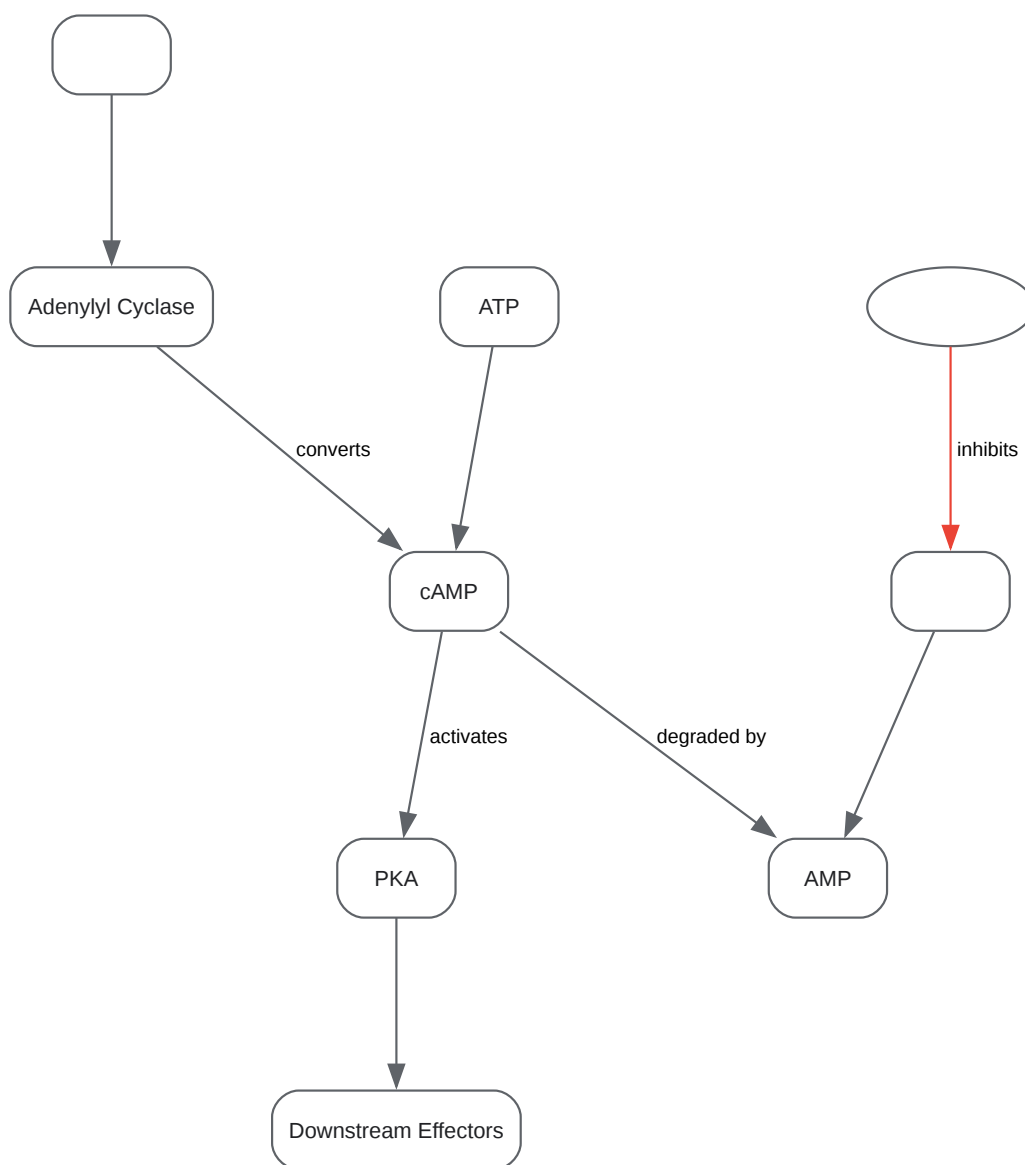 Adenylyl Cyclase
ATP
converts
inhibits
cAMP
activates
degraded by
PKA
AMP
Downstream Effectors